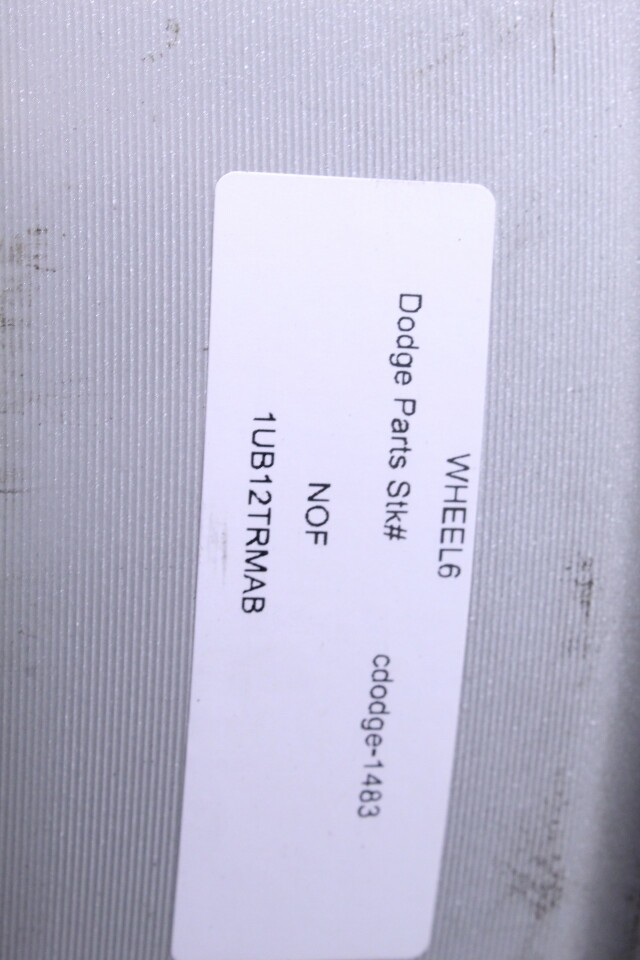 WHEEL6
Dodge Parts Stk# cdodge-1483
NOF
1UB12TRMAB